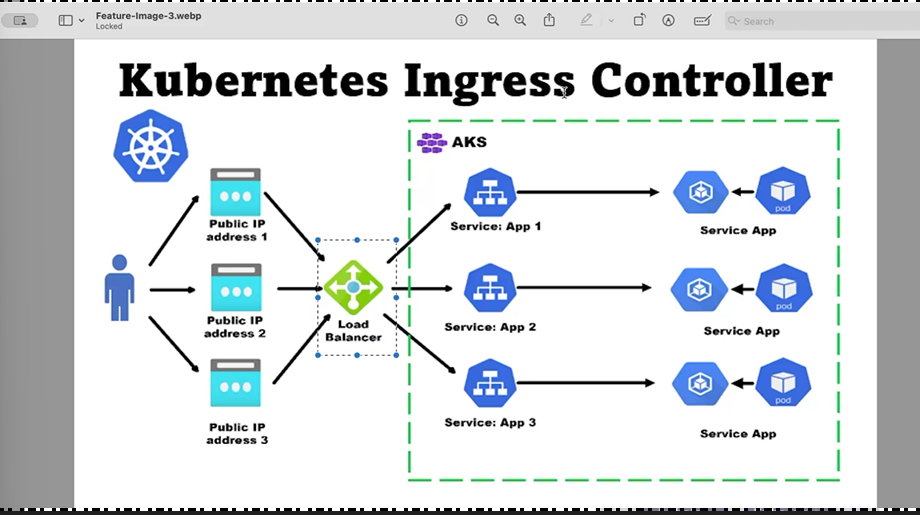 Feature-Image-3.webp
Locked
Search
Kubernetes Ingress Controller
AKS
Public IP
address 1
Service: App 1
pod
Service App
Public IP
address 2
Load
Balancer
Service: App 2
pod
Service App
Public IP
address 3
Service: App 3
pod
Service App